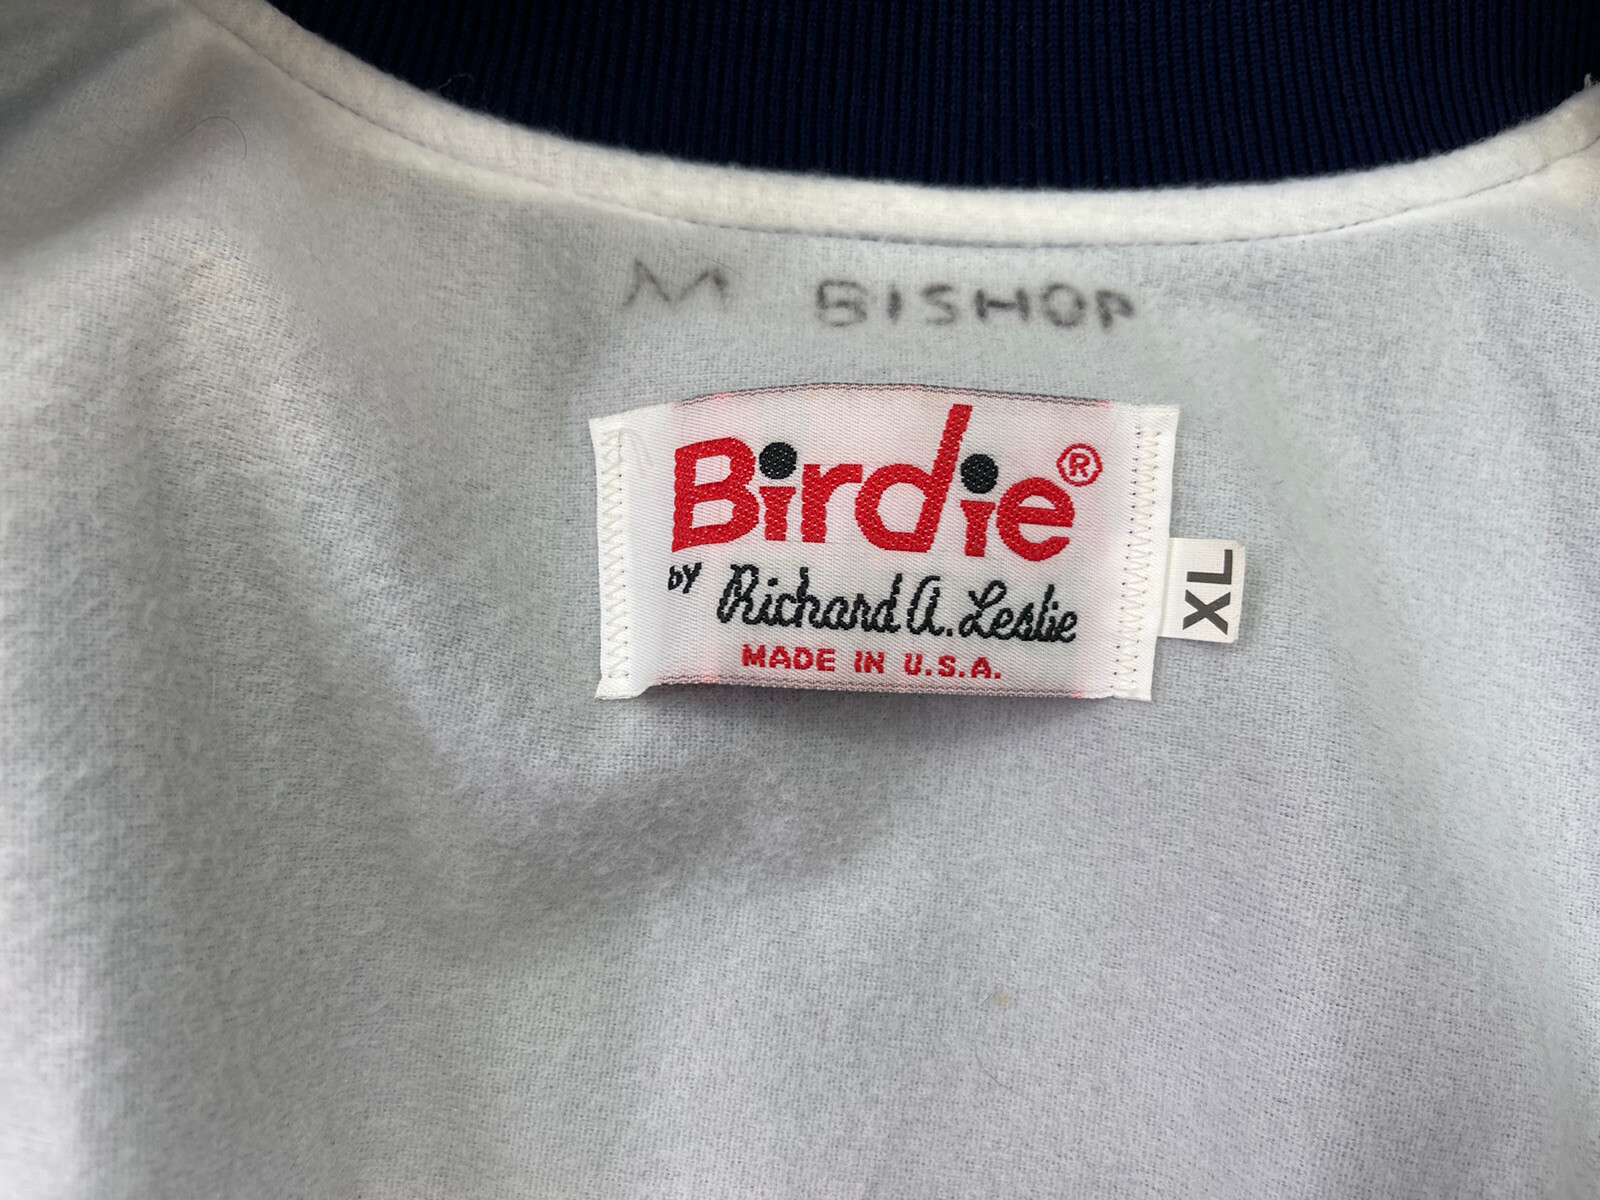 M BISHOP
Birdie®
by Richard A. Leslie
MADE IN U.S.A.
XL